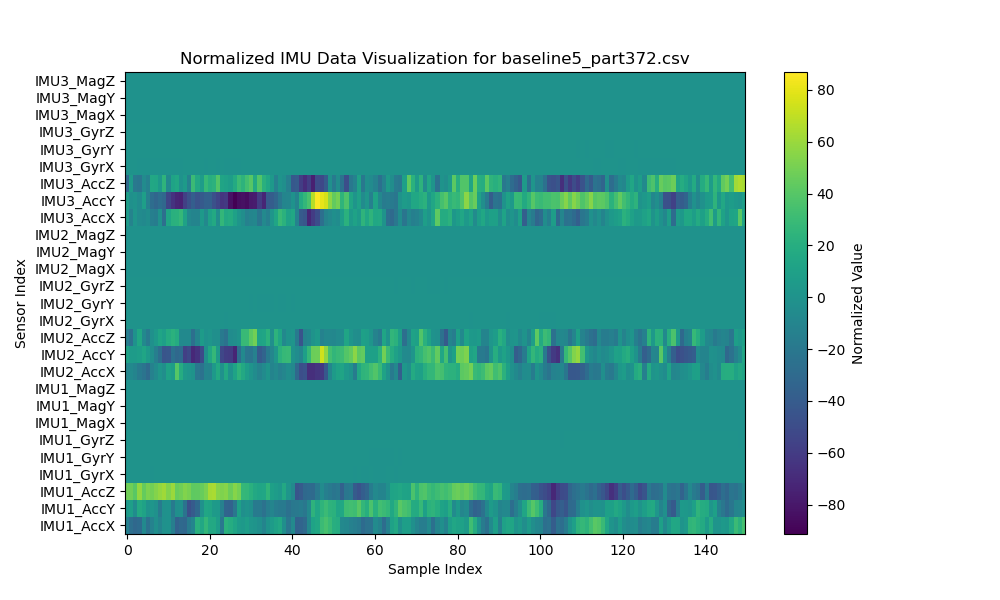 Normalized IMU Data Visualization for baseline5_part372.csv
IMU3_MagZ
IMU3_MagY
IMU3_MagX
IMU3_GyrZ
IMU3_GyrY
IMU3_GyrX
IMU3_AccZ
IMU3_AccY
IMU3_AccX
IMU2_MagZ
IMU2_MagY
IMU2_MagX
IMU2_GyrZ
IMU2_GyrY
IMU2_GyrX
IMU2_AccZ
IMU2_AccY
IMU2_AccX
IMU1_MagZ
IMU1_MagY
IMU1_MagX
IMU1_GyrZ
IMU1_GyrY
IMU1_GyrX
IMU1_AccZ
IMU1_AccY
IMU1_AccX
Sensor Index
0 20 40 60 80 100 120 140
Sample Index
80
60
40
20
0
−20
−40
−60
−80
Normalized Value